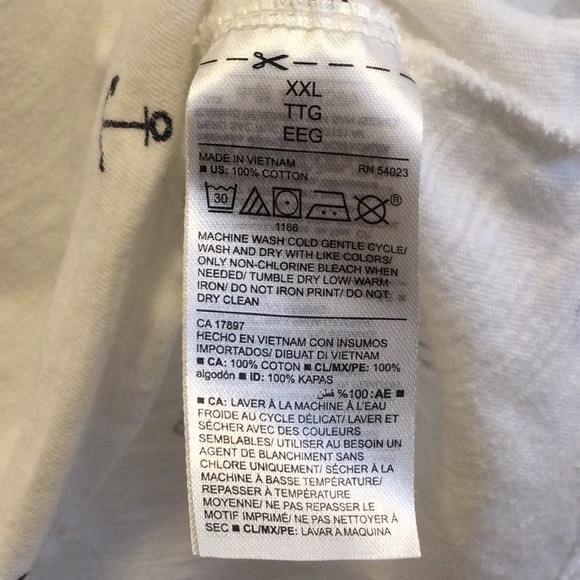 XXL
TTG
EEG
MADE IN VIETNAM RN 54023
■ US: 100% COTTON
30
®
1166
MACHINE WASH COLD GENTLE CYCLE/
WASH AND DRY WITH LIKE COLORS/
ONLY NON-CHLORINE BLEACH WHEN
NEEDED/ TUMBLE DRY LOW/ WARM
IRON/ DO NOT IRON PRINT/ DO NOT
DRY CLEAN
CA 17897
HECHO EN VIETNAM CON INSUMOS
IMPORTADOS/ DIBUAT DI VIETNAM
■ CA: 100% COTON ■ CL/MX/PE: 100%
algodón ■ ID: 100% KAPAS
■ AE: 100% قطن
■ CA: LAVER À LA MACHINE À L'EAU
FROIDE AU CYCLE DÉLICAT/ LAVER ET
SÉCHER AVEC DES COULEURS
SEMBLABLES/ UTILISER AU BESOIN UN
AGENT DE BLANCHIMENT SANS
CHLORE UNIQUEMENT/ SÉCHER À LA
MACHINE À BASSE TEMPÉRATURE/
REPASSER À TEMPÉRATURE
MOYENNE/ NE PAS REPASSER LE
MOTIF IMPRIMÉ/ NE PAS NETTOYER À
SEC ■ CL/MX/PE: LAVAR A MAQUINA